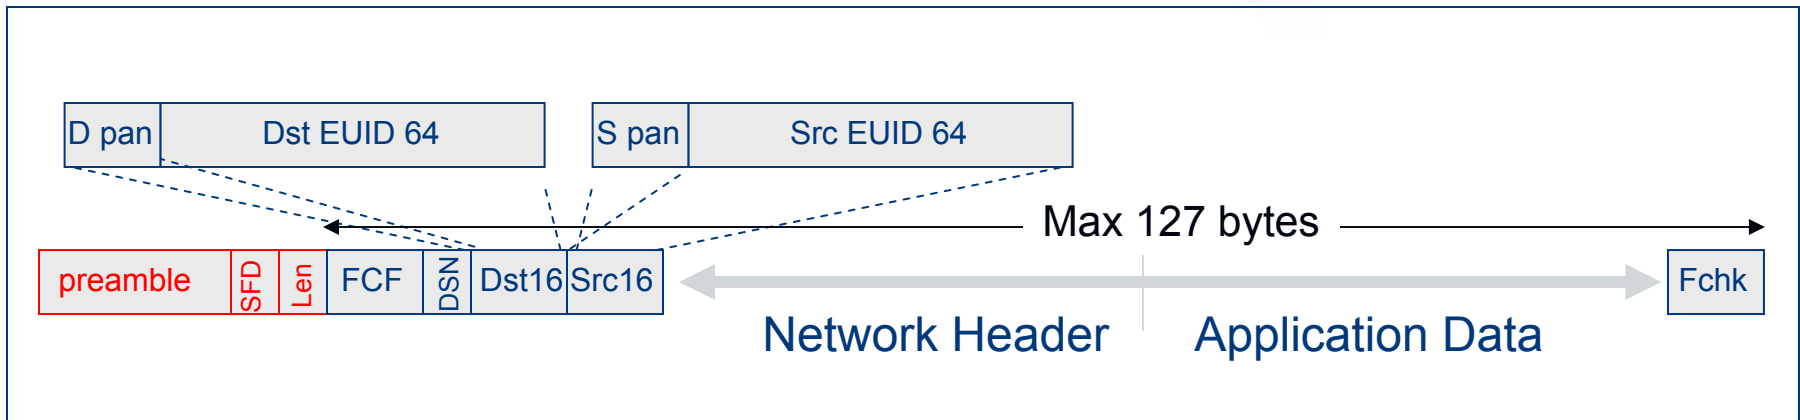 D pan Dst EUID 64 S pan Src EUID 64
Max 127 bytes
preamble SFD Len FCF DSN Dst16 Src16 Fchk
Network Header Application Data